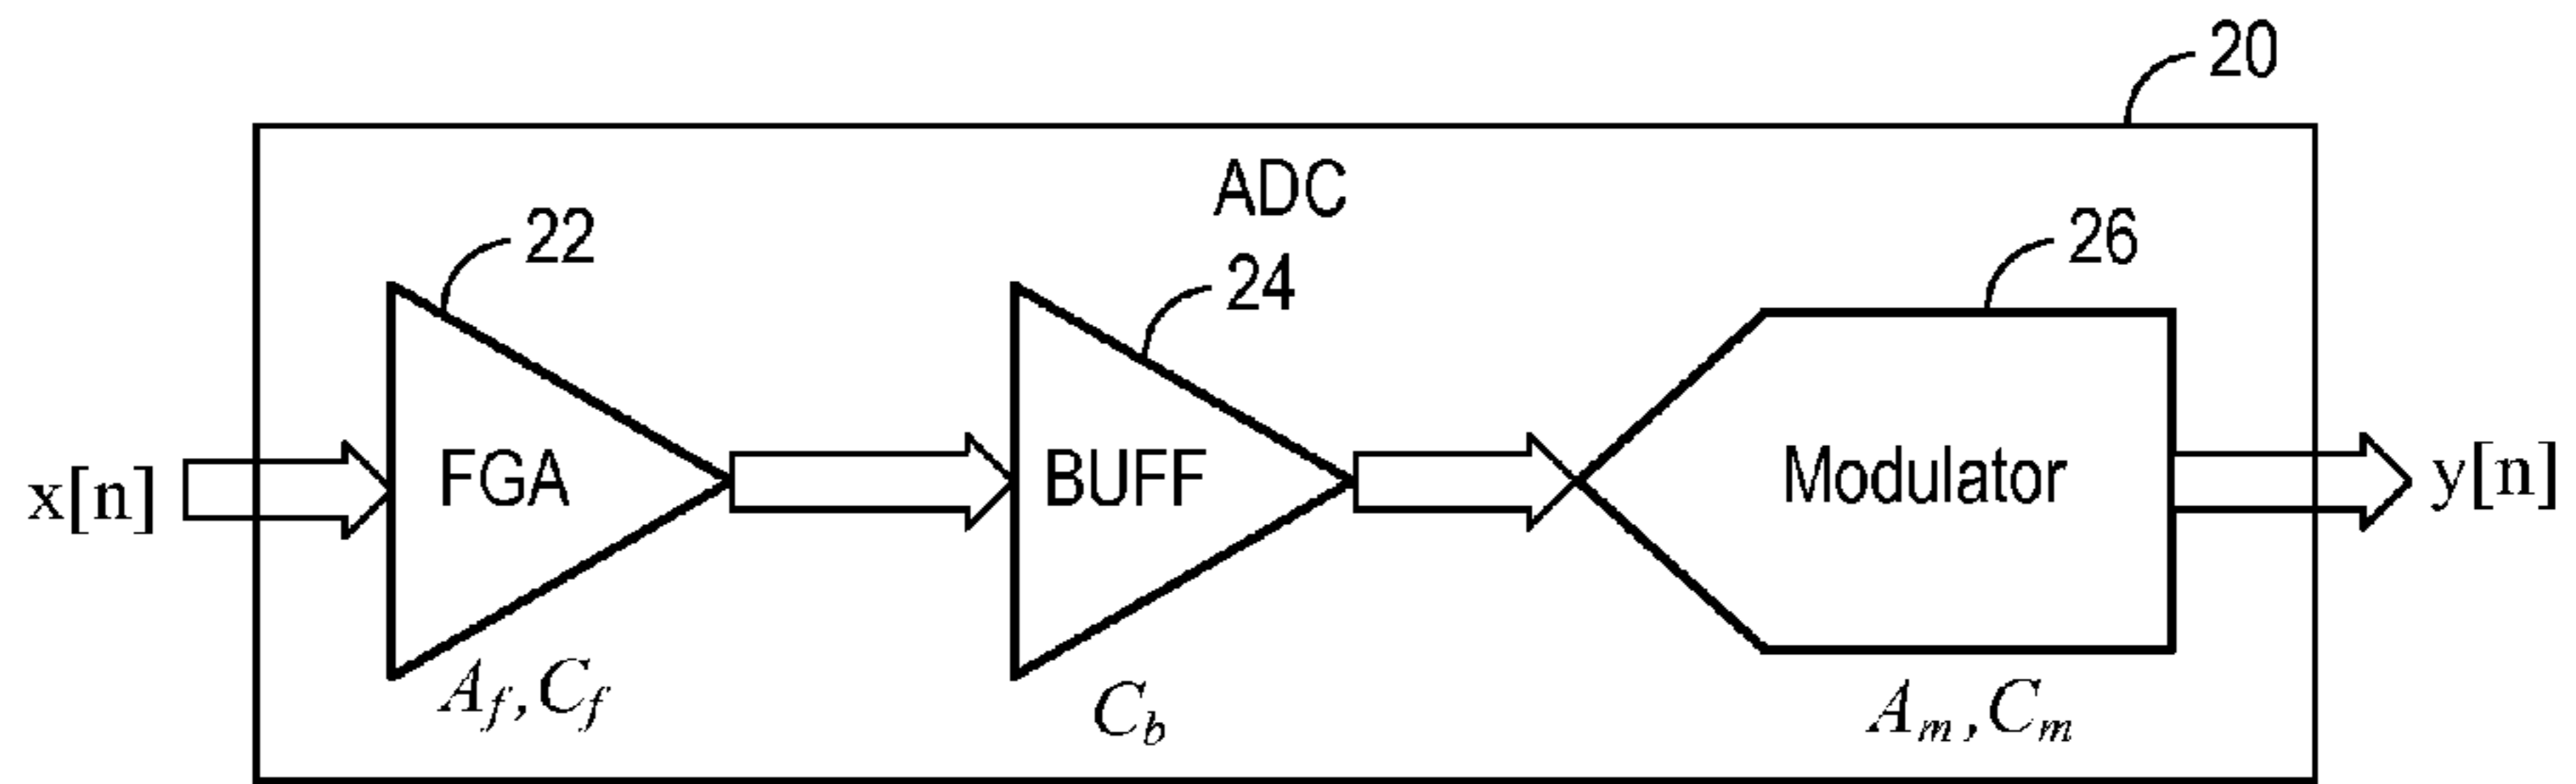 20
ADC
22
24
26
x[n]
FGA
BUFF
Modulator
y[n]
A_f, C_f
C_b
A_m, C_m